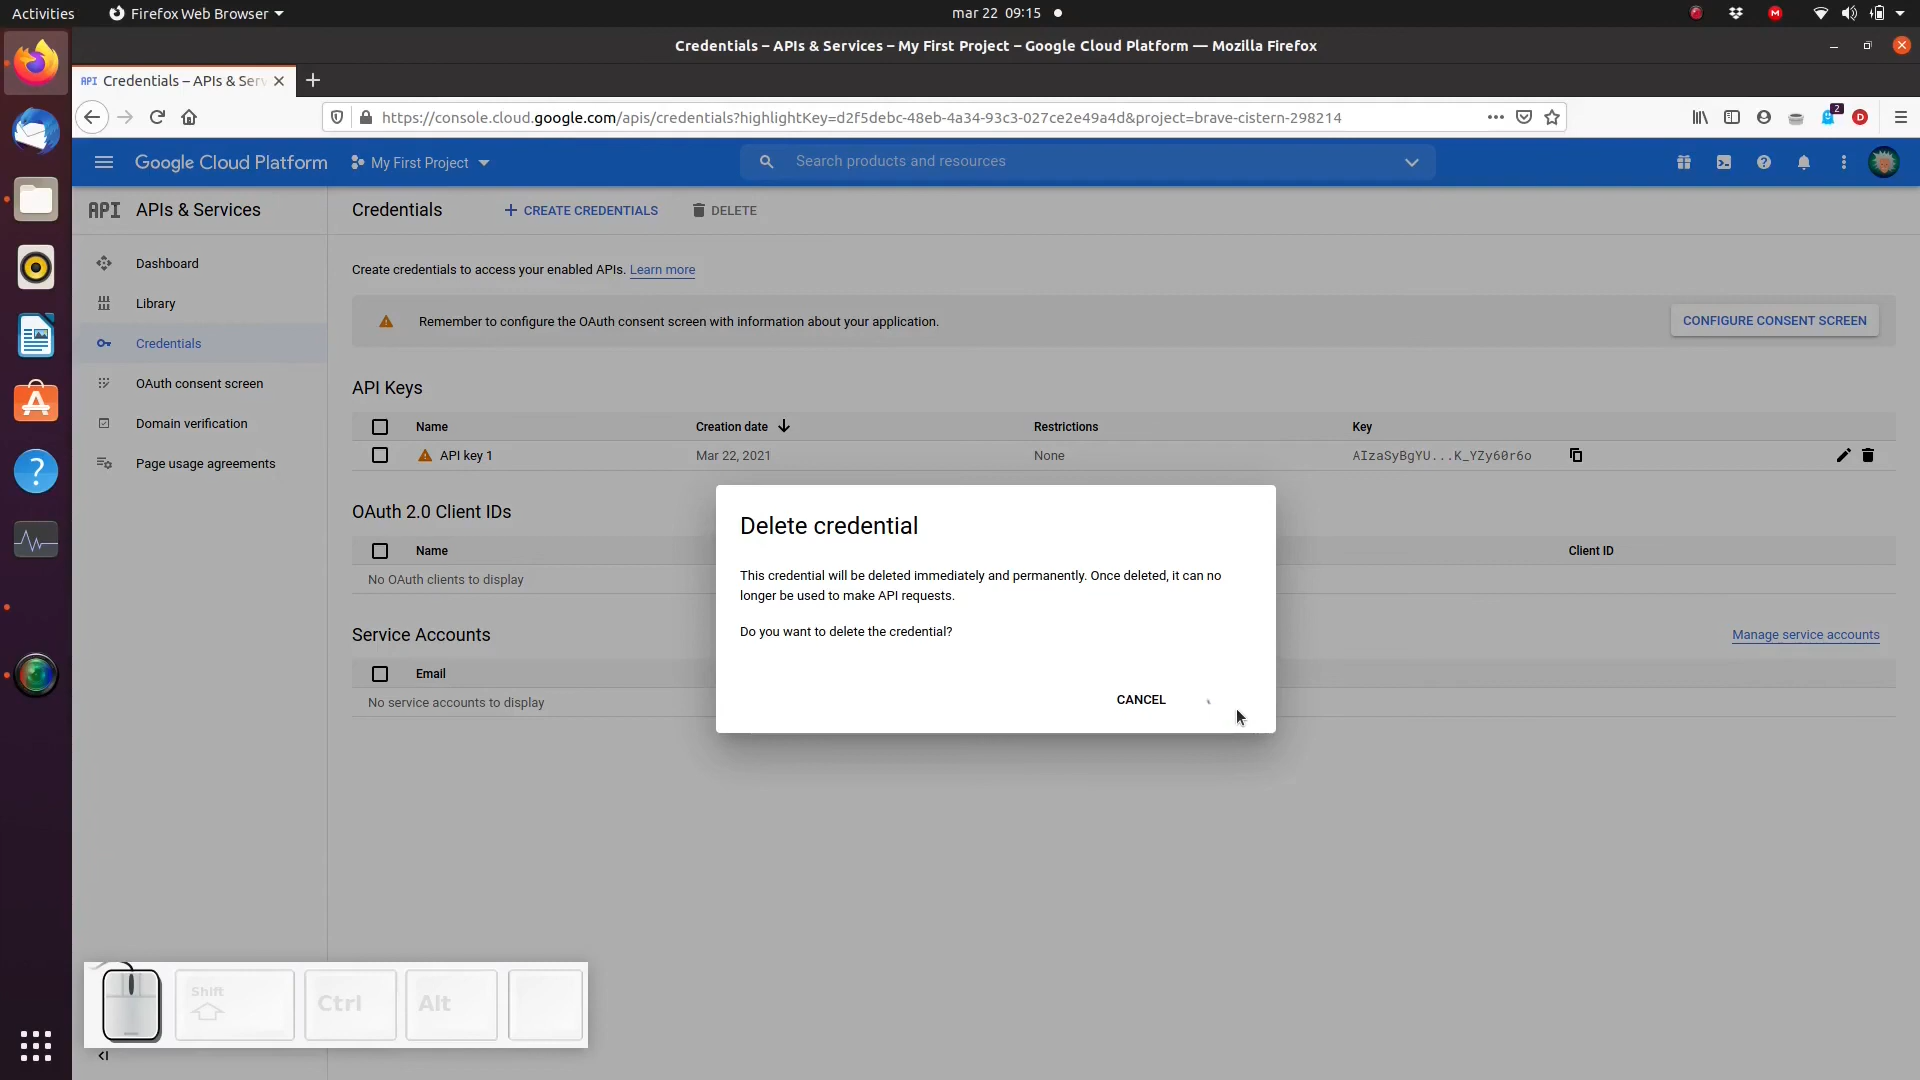 Activities
Firefox Web Browser
mar 22 09:15
M
Credentials – APIs & Services – My First Project – Google Cloud Platform — Mozilla Firefox
API Credentials – APIs & Serv
https://console.cloud.google.com/apis/credentials?highlightKey=d2f5debc-48eb-4a34-93c3-027ce2e49a4d&project=brave-cistern-298214
2
D
Google Cloud Platform
My First Project
Search products and resources
API APIs & Services
Credentials
CREATE CREDENTIALS
DELETE
Dashboard
Library
Credentials
OAuth consent screen
Domain verification
Page usage agreements
Create credentials to access your enabled APIs. Learn more
Remember to configure the OAuth consent screen with information about your application.
CONFIGURE CONSENT SCREEN
API Keys
Name Creation date Restrictions Key
API key 1 Mar 22, 2021 None AIzaSyBgYU...K_YZy60r6o
OAuth 2.0 Client IDs
Name Client ID
No OAuth clients to display
Service Accounts
Manage service accounts
Email
No service accounts to display
Delete credential
This credential will be deleted immediately and permanently. Once deleted, it can no
longer be used to make API requests.
Do you want to delete the credential?
CANCEL
Shift
Ctrl
Alt